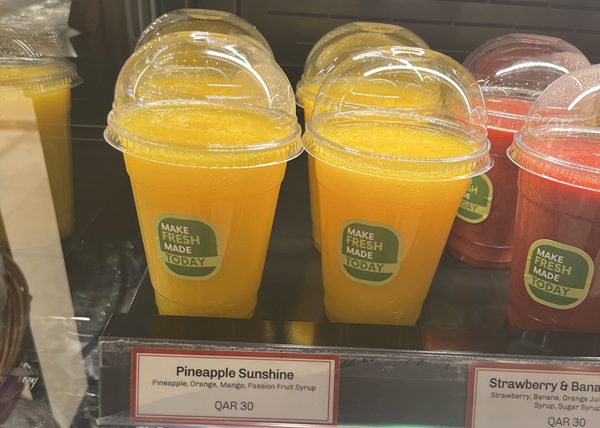 MAKE
FRESH
MADE
TODAY
MAKE
FRESH
MADE
TODAY
FRESH
MADE
TODAY
MAKE
FRESH
MADE
TODAY
Pineapple Sunshine
Pineapple, Orange, Mango, Passion Fruit Syrup
QAR 30
Strawberry & Bana
Strawberry, Banana, Orange Jui
Syrup, Sugar Syrup
QAR 30